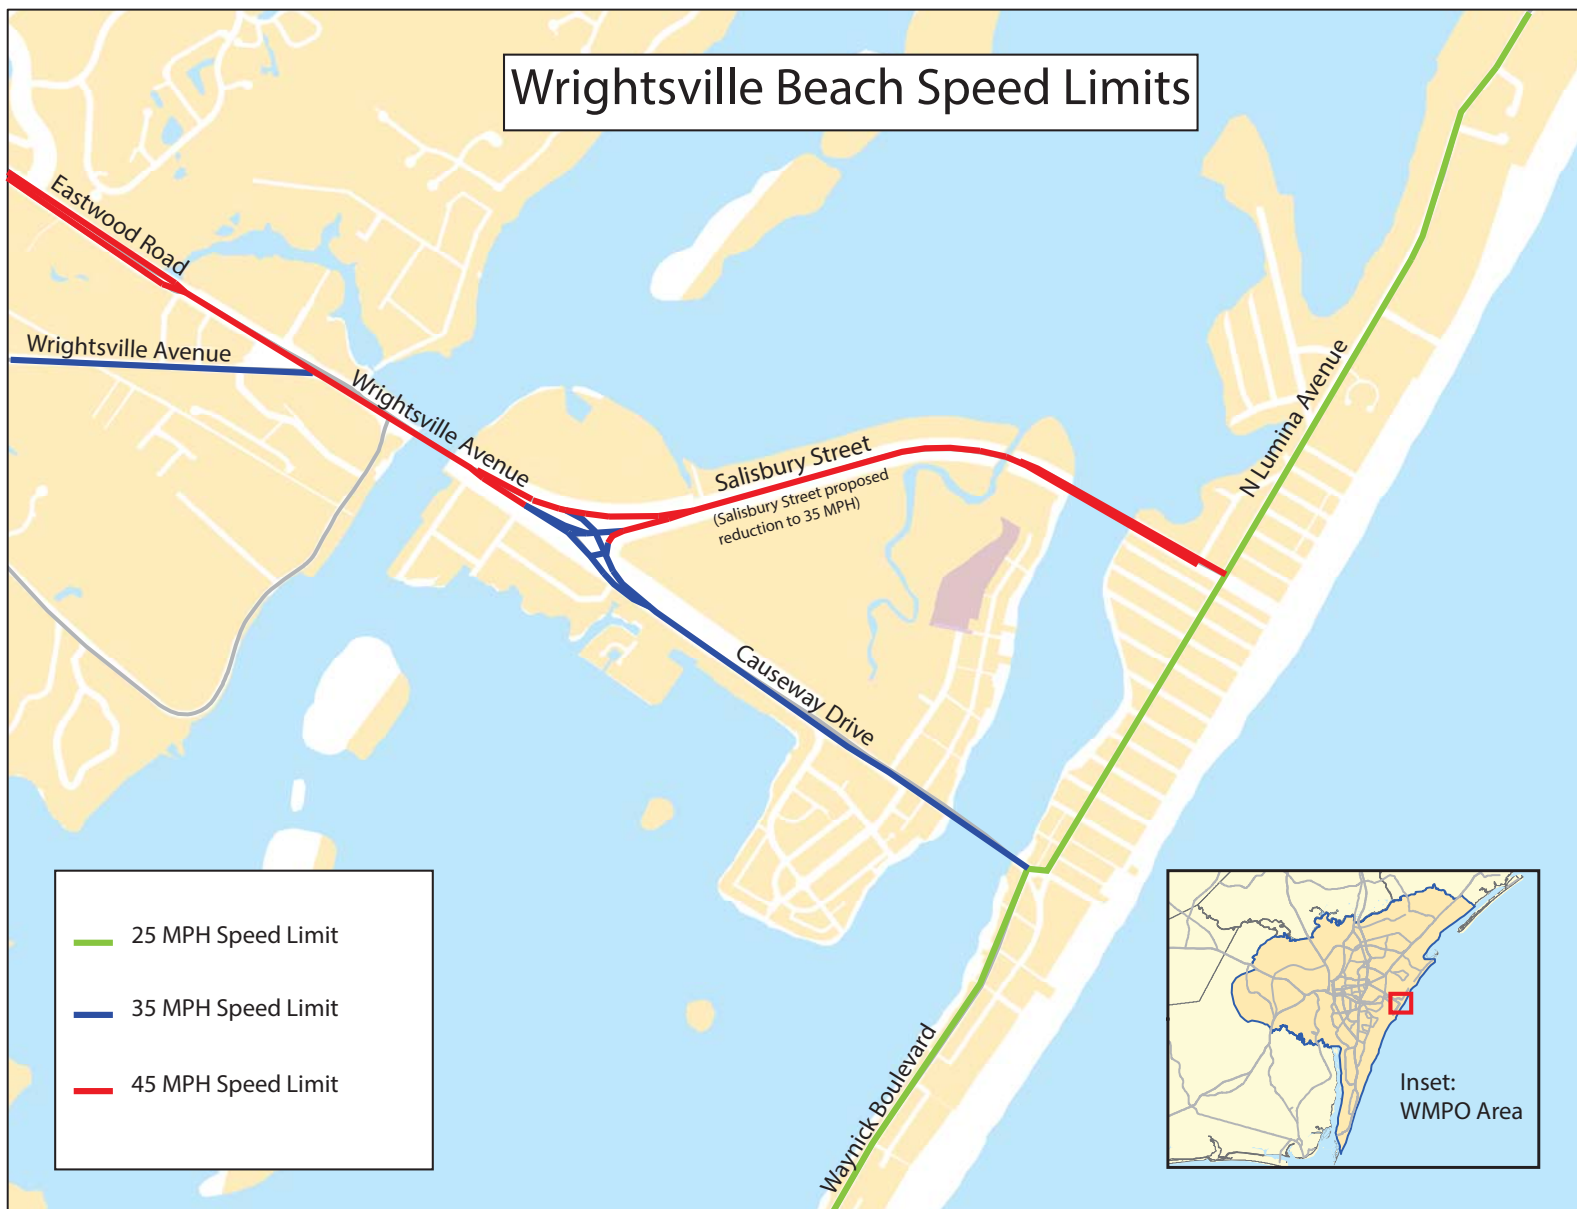 Wrightsville Beach Speed Limits
Eastwood Road
Wrightsville Avenue
Wrightsville Avenue
Salisbury Street
(Salisbury Street proposed
reduction to 35 MPH)
N Lumina Avenue
Causeway Drive
Waynick Boulevard
25 MPH Speed Limit
35 MPH Speed Limit
45 MPH Speed Limit
Inset:
WMPO Area